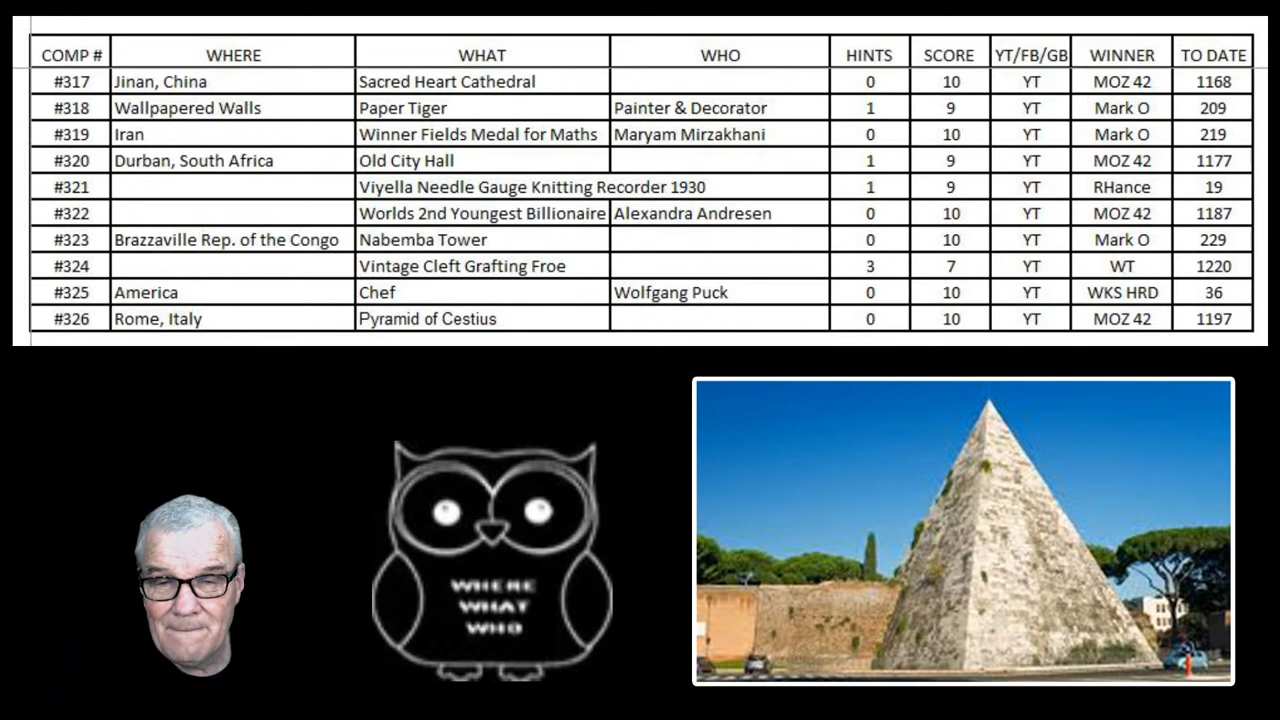 COMP # WHERE WHAT WHO HINTS SCORE YT/FB/GB WINNER TO DATE
#317 Jinan, China Sacred Heart Cathedral 0 10 YT MOZ 42 1168
#318 Wallpapered Walls Paper Tiger Painter & Decorator 1 9 YT Mark O 209
#319 Iran Winner Fields Medal for Maths Maryam Mirzakhani 0 10 YT Mark O 219
#320 Durban, South Africa Old City Hall 1 9 YT MOZ 42 1177
#321 Viyella Needle Gauge Knitting Recorder 1930 1 9 YT RHance 19
#322 Worlds 2nd Youngest Billionaire Alexandra Andresen 0 10 YT MOZ 42 1187
#323 Brazzaville Rep. of the Congo Nabemba Tower 0 10 YT Mark O 229
#324 Vintage Cleft Grafting Froe 3 7 YT WT 1220
#325 America Chef Wolfgang Puck 0 10 YT WKS HRD 36
#326 Rome, Italy Pyramid of Cestius 0 10 YT MOZ 42 1197
WHERE
WHAT
WHO